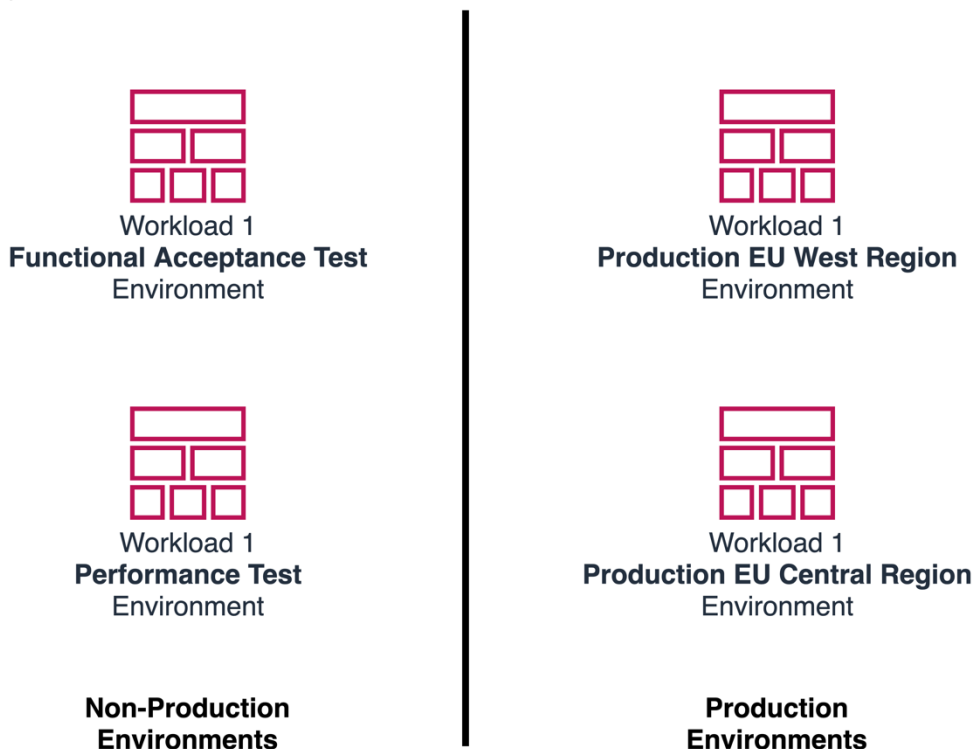 Workload 1
Functional Acceptance Test
Environment
Workload 1
Production EU West Region
Environment
Workload 1
Performance Test
Environment
Workload 1
Production EU Central Region
Environment
Non-Production
Environments
Production
Environments